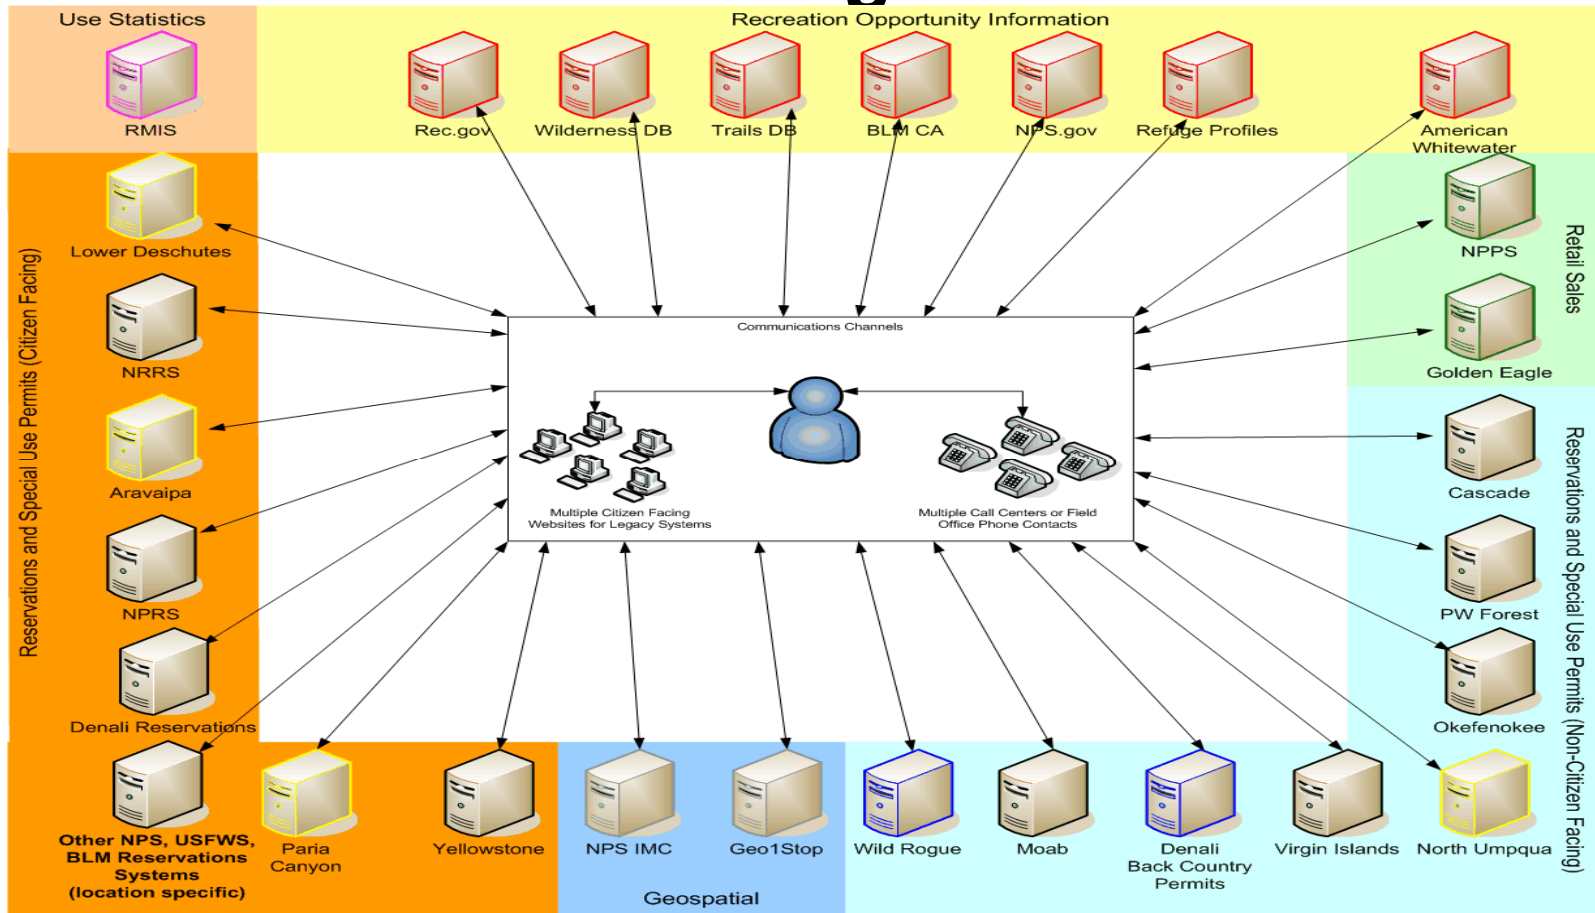 Use Statistics
Recreation Opportunity Information
RMIS
Rec.gov
Wilderness DB
Trails DB
BLM CA
NPS.gov
Refuge Profiles
American
Whitewater
Reservations and Special Use Permits (Citizen Facing)
Lower Deschutes
NRRS
Aravaipa
NPRS
Denali Reservations
Other NPS, USFWS,
BLM Reservations
Systems
(location specific)
Paria
Canyon
Yellowstone
Communications Channels
Multiple Citizen Facing
Websites for Legacy Systems
Multiple Call Centers or Field
Office Phone Contacts
Retail Sales
NPPS
Golden Eagle
Reservations and Special Use Permits (Non-Citizen Facing)
Cascade
PW Forest
Okefenokee
NPS IMC
Geo1Stop
Geospatial
Wild Rogue
Moab
Denali
Back Country
Permits
Virgin Islands
North Umpqua